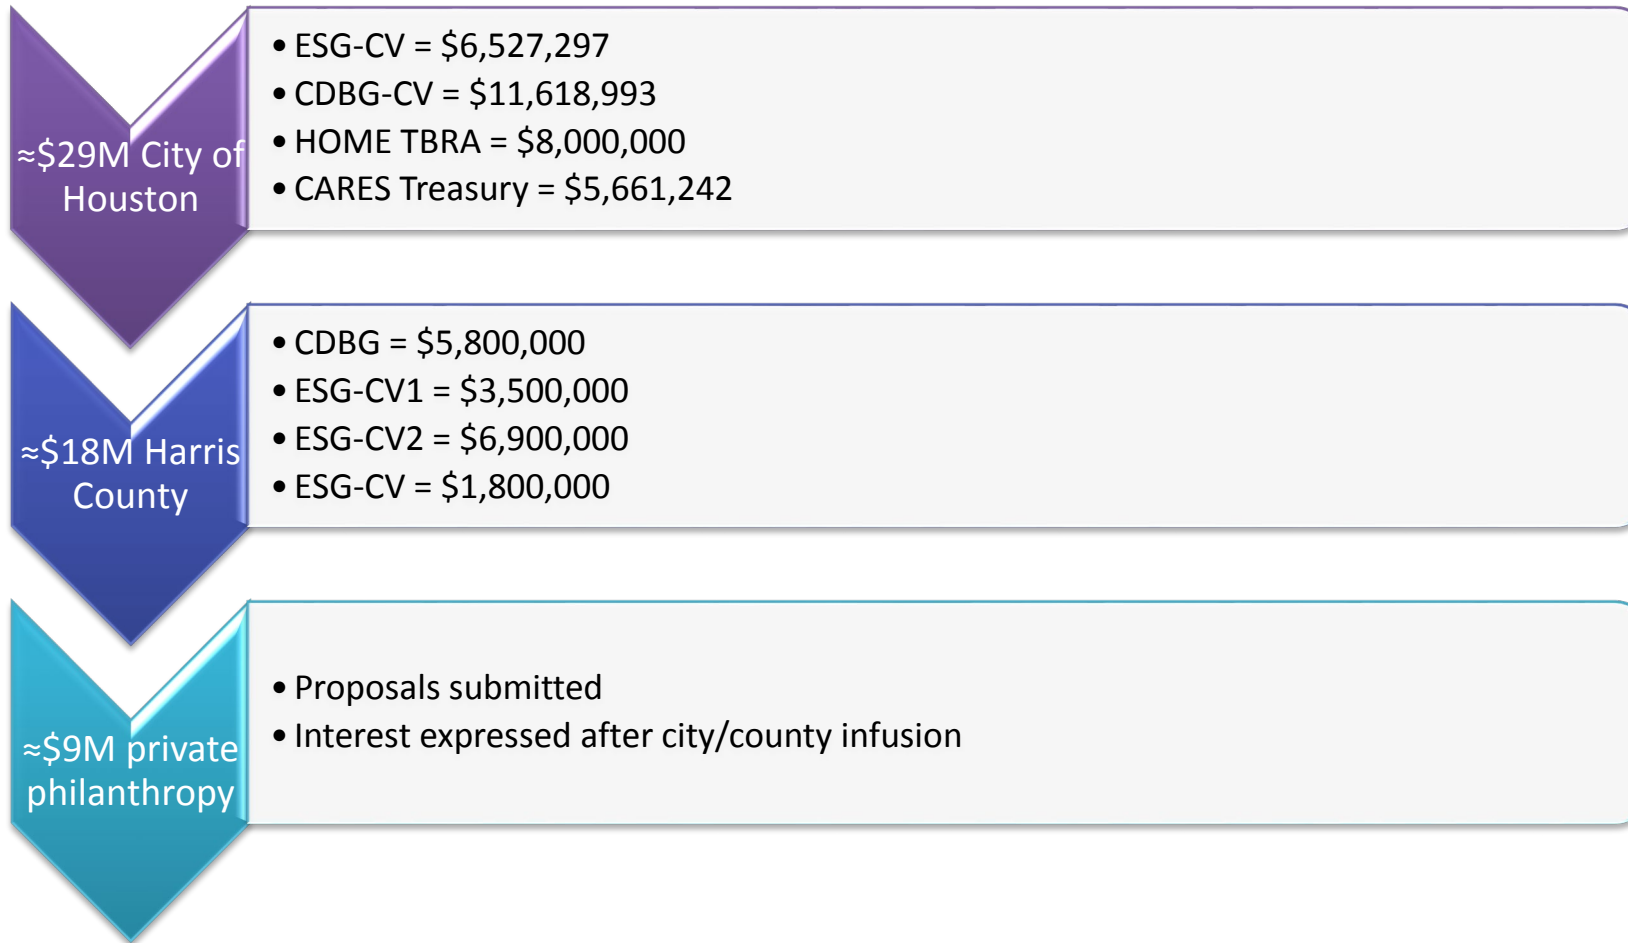 ≈$29M City of
Houston
• ESG-CV = $6,527,297
• CDBG-CV = $11,618,993
• HOME TBRA = $8,000,000
• CARES Treasury = $5,661,242
≈$18M Harris
County
• CDBG = $5,800,000
• ESG-CV1 = $3,500,000
• ESG-CV2 = $6,900,000
• ESG-CV = $1,800,000
≈$9M private
philanthropy
• Proposals submitted
• Interest expressed after city/county infusion